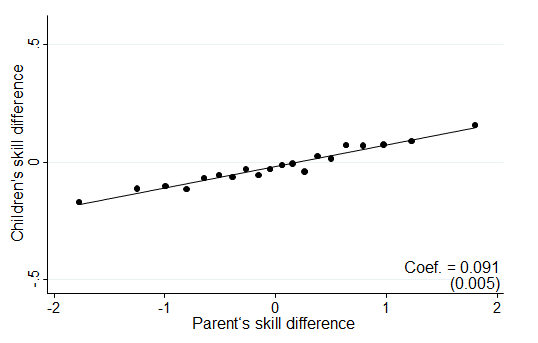 Children's skill difference
.5
0
-.5
Coef. = 0.091
(0.005)
-2 -1 0 1 2
Parent's skill difference